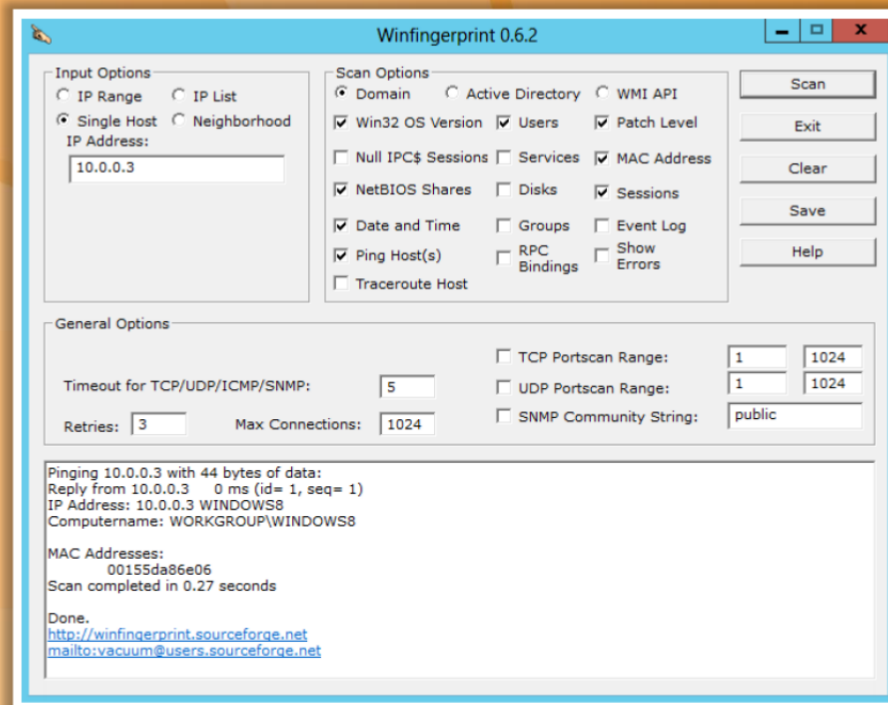 Winfingerprint 0.6.2
Input Options
IP Range IP List
Single Host Neighborhood
IP Address:
10.0.0.3
Scan Options
Domain Active Directory WMI API
Win32 OS Version Users Patch Level
Null IPC$ Sessions Services MAC Address
NetBIOS Shares Disks Sessions
Date and Time Groups Event Log
Ping Host(s) RPC Bindings Show Errors
Traceroute Host
Scan
Exit
Clear
Save
Help
General Options
Timeout for TCP/UDP/ICMP/SNMP: 5
Retries: 3 Max Connections: 1024
TCP Portscan Range: 1 1024
UDP Portscan Range: 1 1024
SNMP Community String: public
Pinging 10.0.0.3 with 44 bytes of data:
Reply from 10.0.0.3 0 ms (id= 1, seq= 1)
IP Address: 10.0.0.3 WINDOWS8
Computername: WORKGROUP\WINDOWS8
MAC Addresses:
00155da86e06
Scan completed in 0.27 seconds
Done.
http://winfingerprint.sourceforge.net
mailto:vacuum@users.sourceforge.net